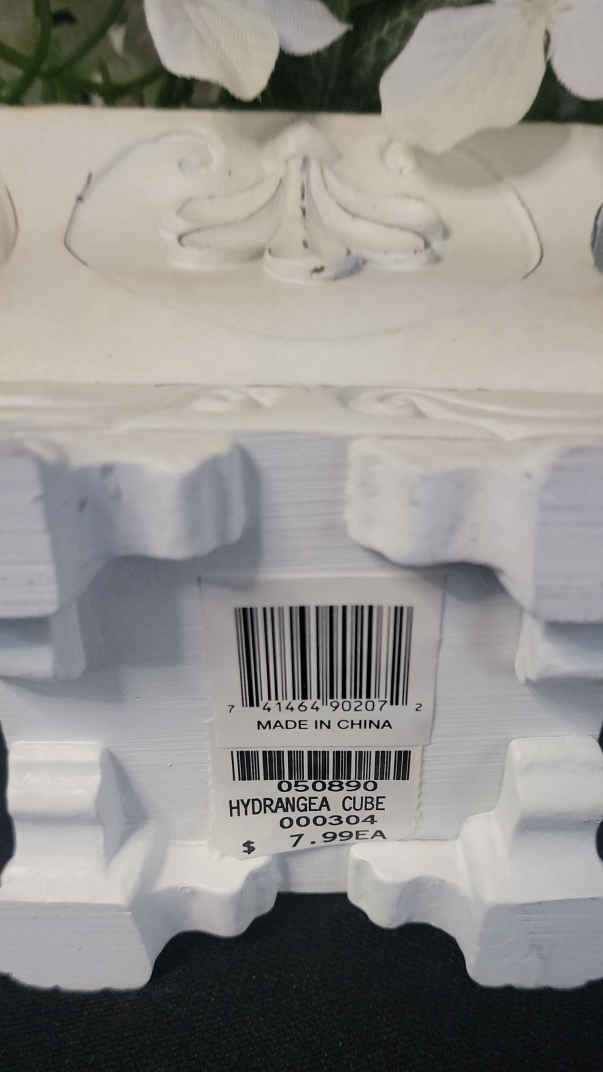 7 41464 90207 2
MADE IN CHINA
050890
HYDRANGEA CUBE
000304
$ 7.99EA